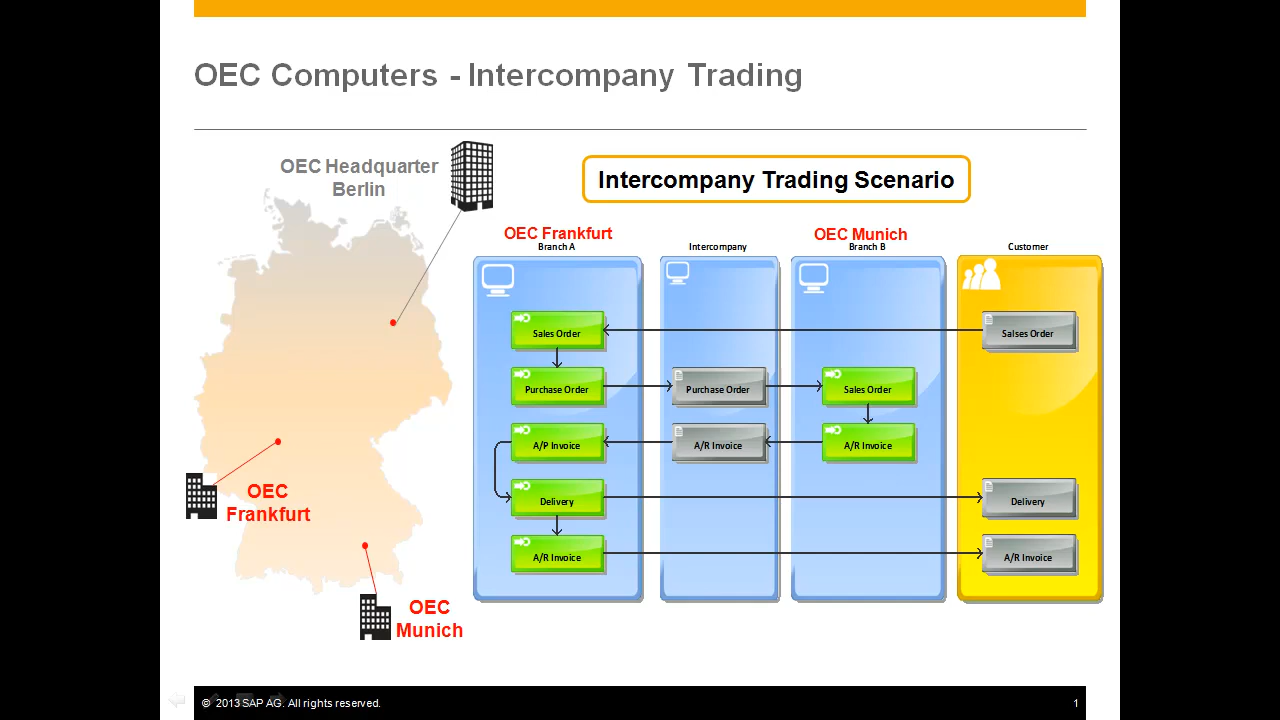 OEC Computers - Intercompany Trading
OEC Headquarter
Berlin
Intercompany Trading Scenario
OEC Frankfurt
Branch A
Intercompany
OEC Munich
Branch B
Customer
Sales Order
Salses Order
Purchase Order
Purchase Order
Sales Order
A/P Invoice
A/R Invoice
A/R Invoice
Delivery
Delivery
A/R Invoice
A/R Invoice
OEC
Frankfurt
OEC
Munich
© 2013 SAP AG. All rights reserved.
1